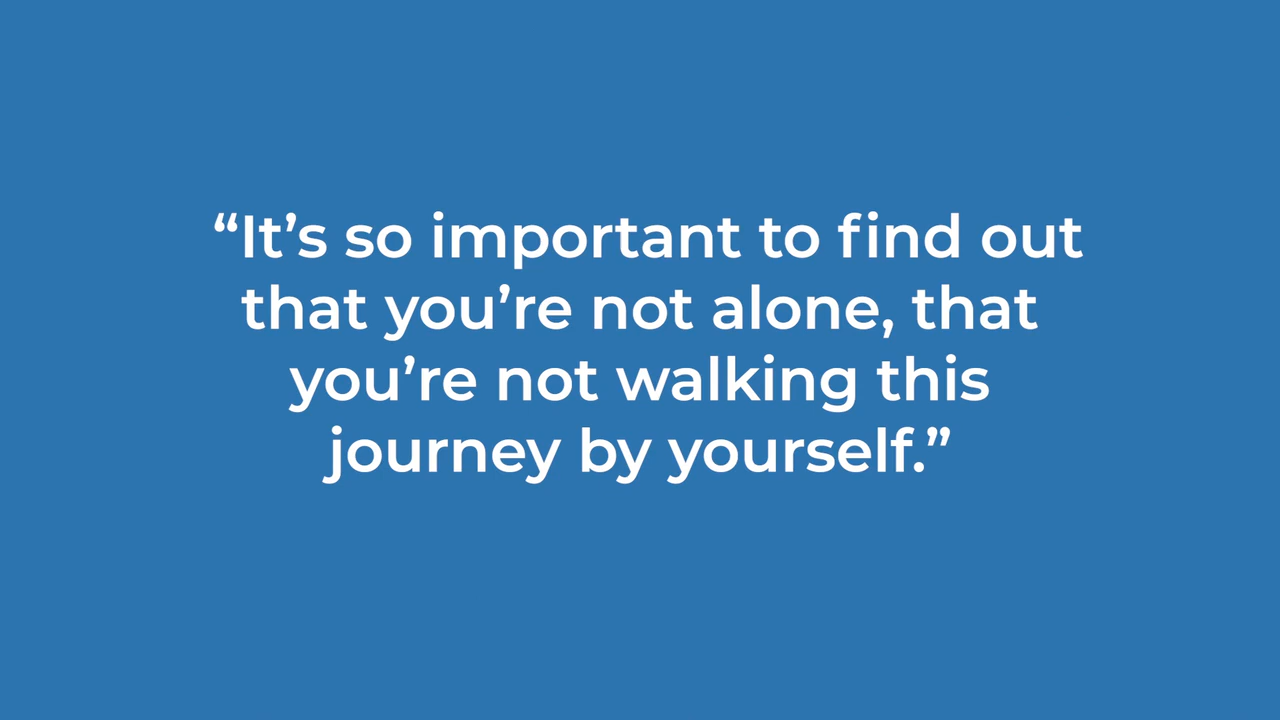 “It’s so important to find out
that you’re not alone, that
you’re not walking this
journey by yourself.”